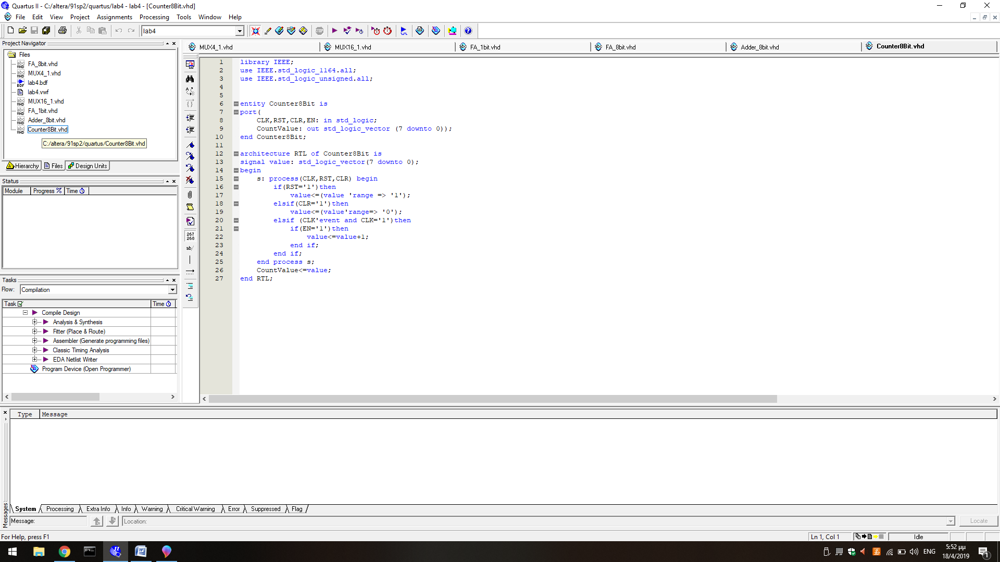 Quartus II - C:/altera/91sp2/quartus/lab4 - lab4 - [Counter8Bit.vhd]
File Edit View Project Assignments Processing Tools Window Help
lab4
STOP
Project Navigator
Files
FA_8bit.vhd
MUX4_1.vhd
lab4.bdf
lab4.vwf
MUX16_1.vhd
FA_1bit.vhd
Adder_8bit.vhd
Counter8Bit.vhd
C:/altera/91sp2/quartus/Counter8Bit.vhd
Hierarchy Files Design Units
Status
Module Progress % Time
Tasks
Flow: Compilation
Task Time
Compile Design
Analysis & Synthesis
Fitter (Place & Route)
Assembler (Generate programming files)
Classic Timing Analysis
EDA Netlist Writer
Program Device (Open Programmer)
MUX4_1.vhd MUX16_1.vhd FA_1bit.vhd FA_8bit.vhd Adder_8bit.vhd Counter8Bit.vhd
267
268
ab/
1 library IEEE;
2 use IEEE.std_logic_1164.all;
3 use IEEE.std_logic_unsigned.all;
4
5
6 entity Counter8Bit is
7 port(
8 CLK,RST,CLR,EN: in std_logic;
9 CountValue: out std_logic_vector (7 downto 0));
10 end Counter8Bit;
11
12 architecture RTL of Counter8Bit is
13 signal value: std_logic_vector(7 downto 0);
14 begin
15 s: process(CLK,RST,CLR) begin
16 if(RST='1')then
17 value<=(value 'range => '1');
18 elsif(CLR='1')then
19 value<=(value'range=> '0');
20 elsif (CLK'event and CLK='1')then
21 if(EN='1')then
22 value<=value+1;
23 end if;
24 end if;
25 end process s;
26 CountValue<=value;
27 end RTL;
Type Message
System Processing Extra Info Info Warning Critical Warning Error Suppressed Flag
Messages
Message: Location: Locate
For Help, press F1
Ln 1, Col 1 Idle
ENG
5:52 μμ
18/4/2019
1